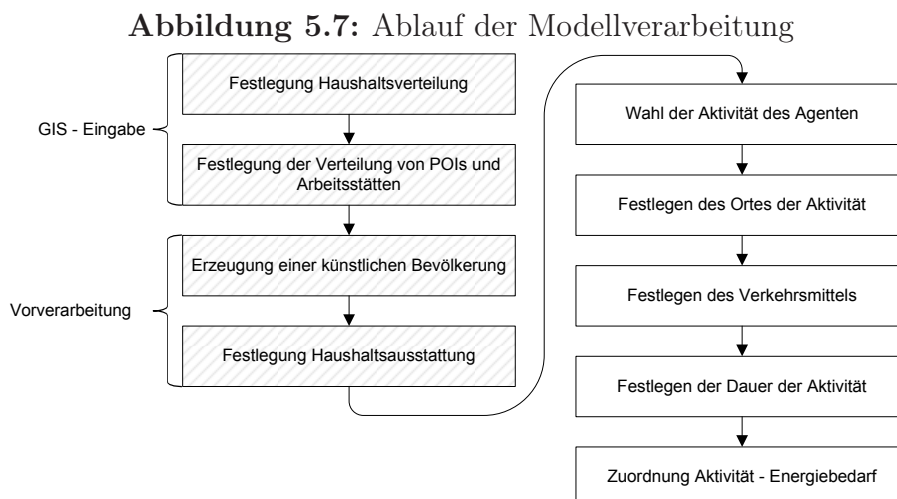 Abbildung 5.7: Ablauf der Modellverarbeitung
GIS - Eingabe
Festlegung Haushaltsverteilung
Festlegung der Verteilung von POIs und
Arbeitsstätten
Vorverarbeitung
Erzeugung einer künstlichen Bevölkerung
Festlegung Haushaltsausstattung
Wahl der Aktivität des Agenten
Festlegen des Ortes der Aktivität
Festlegen des Verkehrsmittels
Festlegen der Dauer der Aktivität
Zuordnung Aktivität - Energiebedarf